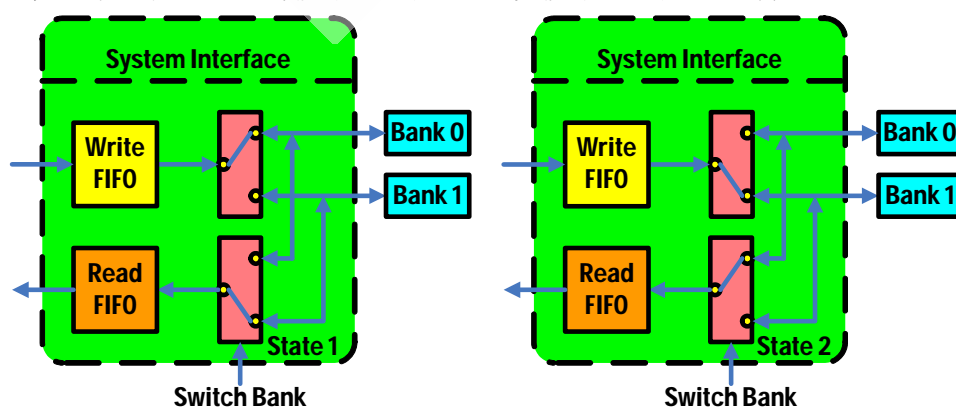 System Interface
Write
FIFO
Bank 0
Bank 1
Read
FIFO
State 1
Switch Bank
System Interface
Write
FIFO
Bank 0
Bank 1
Read
FIFO
State 2
Switch Bank